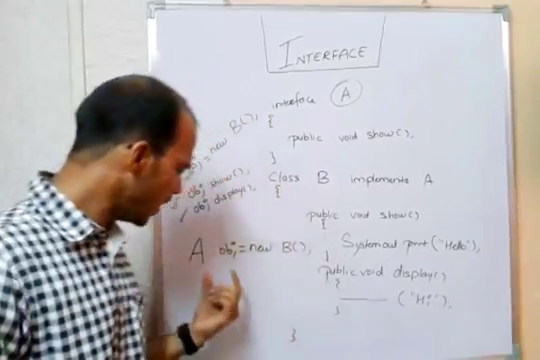 INTERFACE
interface A
{
public void show();
}
Class B implements A
{
public void show()
{
System.out.print("Hello");
}
public void display()
{
("Hi");
}
}
obj = new B();
obj. show();
obj. display();
A obj = new B();